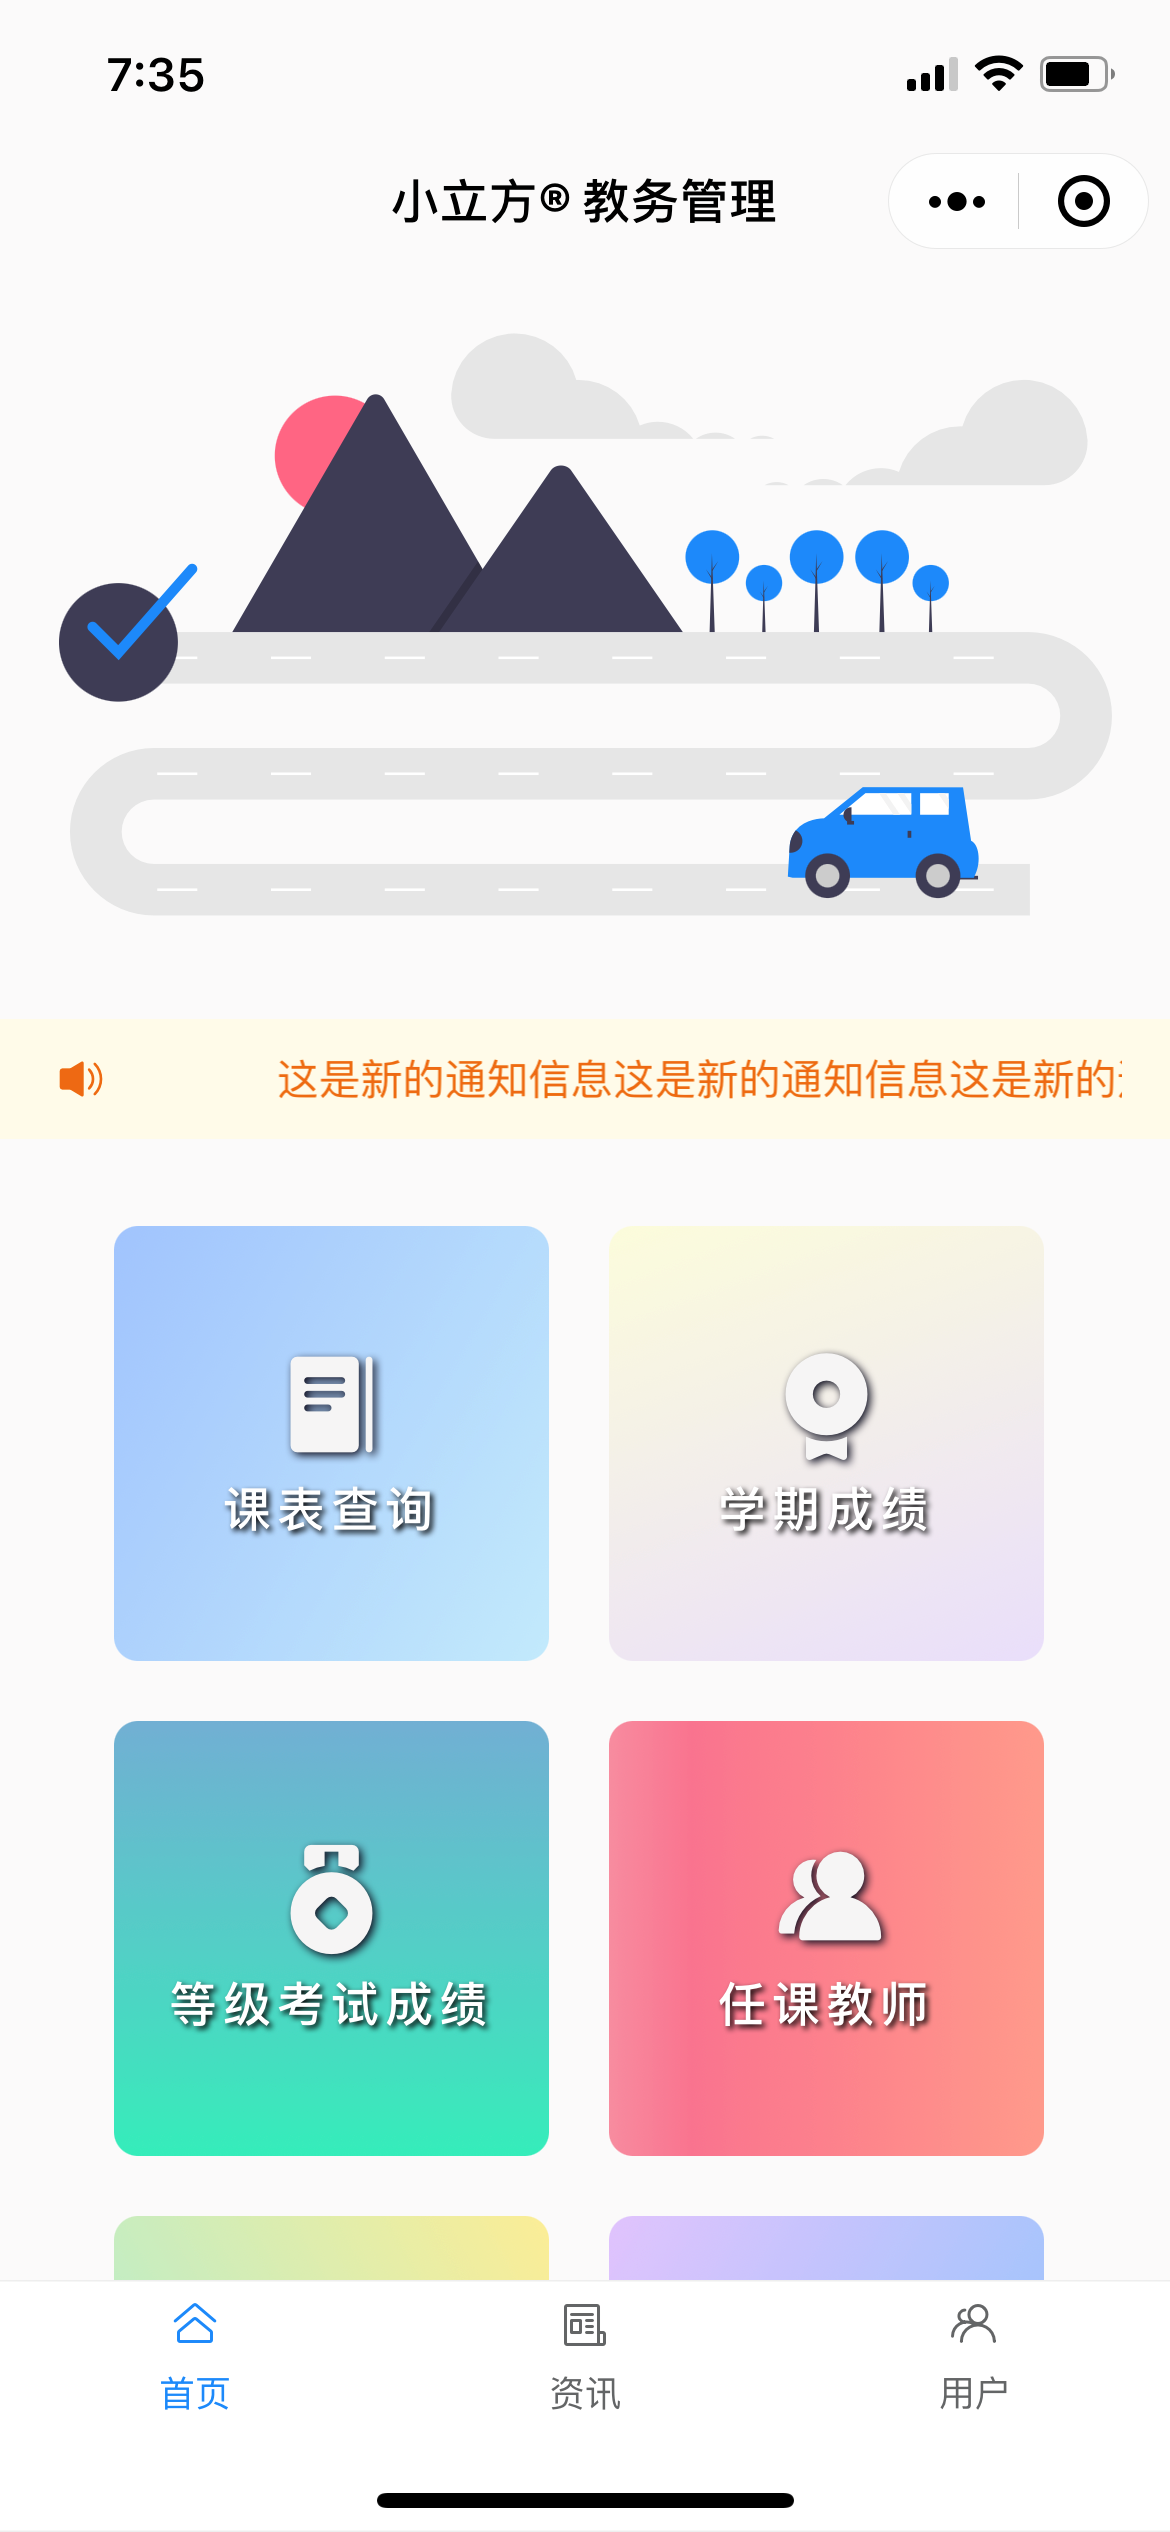 7:35
小立方® 教务管理
这是新的通知信息这是新的通知信息这是新的
课表查询
学期成绩
等级考试成绩
任课教师
首页
资讯
用户